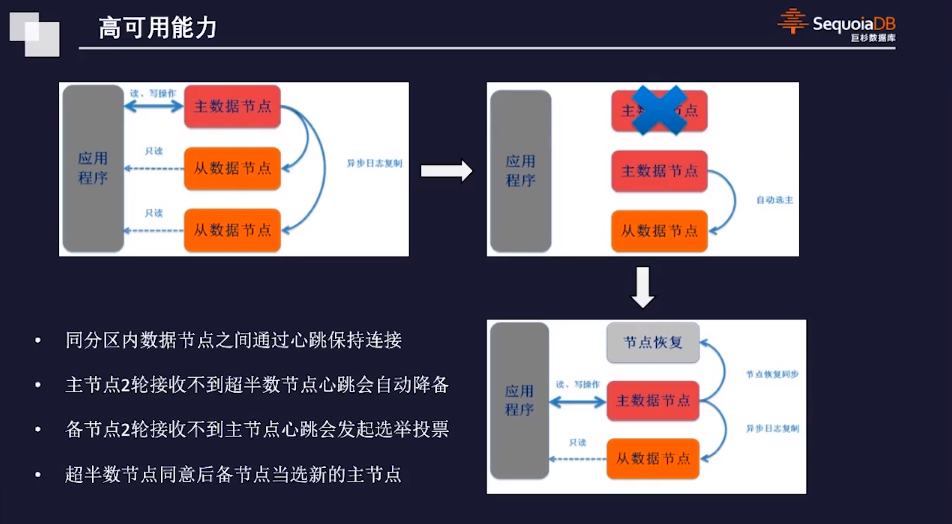 高可用能力
SequoiaDB
巨杉数据库
读、写操作
主数据节点
应用
程序
只读
从数据节点
异步日志复制
只读
从数据节点
主数据节点
应用
程序
主数据节点
自动选主
从数据节点
同分区内数据节点之间通过心跳保持连接
主节点2轮接收不到超半数节点心跳会自动降备
备节点2轮接收不到主节点心跳会发起选举投票
超半数节点同意后备节点当选新的主节点
节点恢复
节点恢复同步
应用
程序
读、写操作
主数据节点
异步日志复制
只读
从数据节点